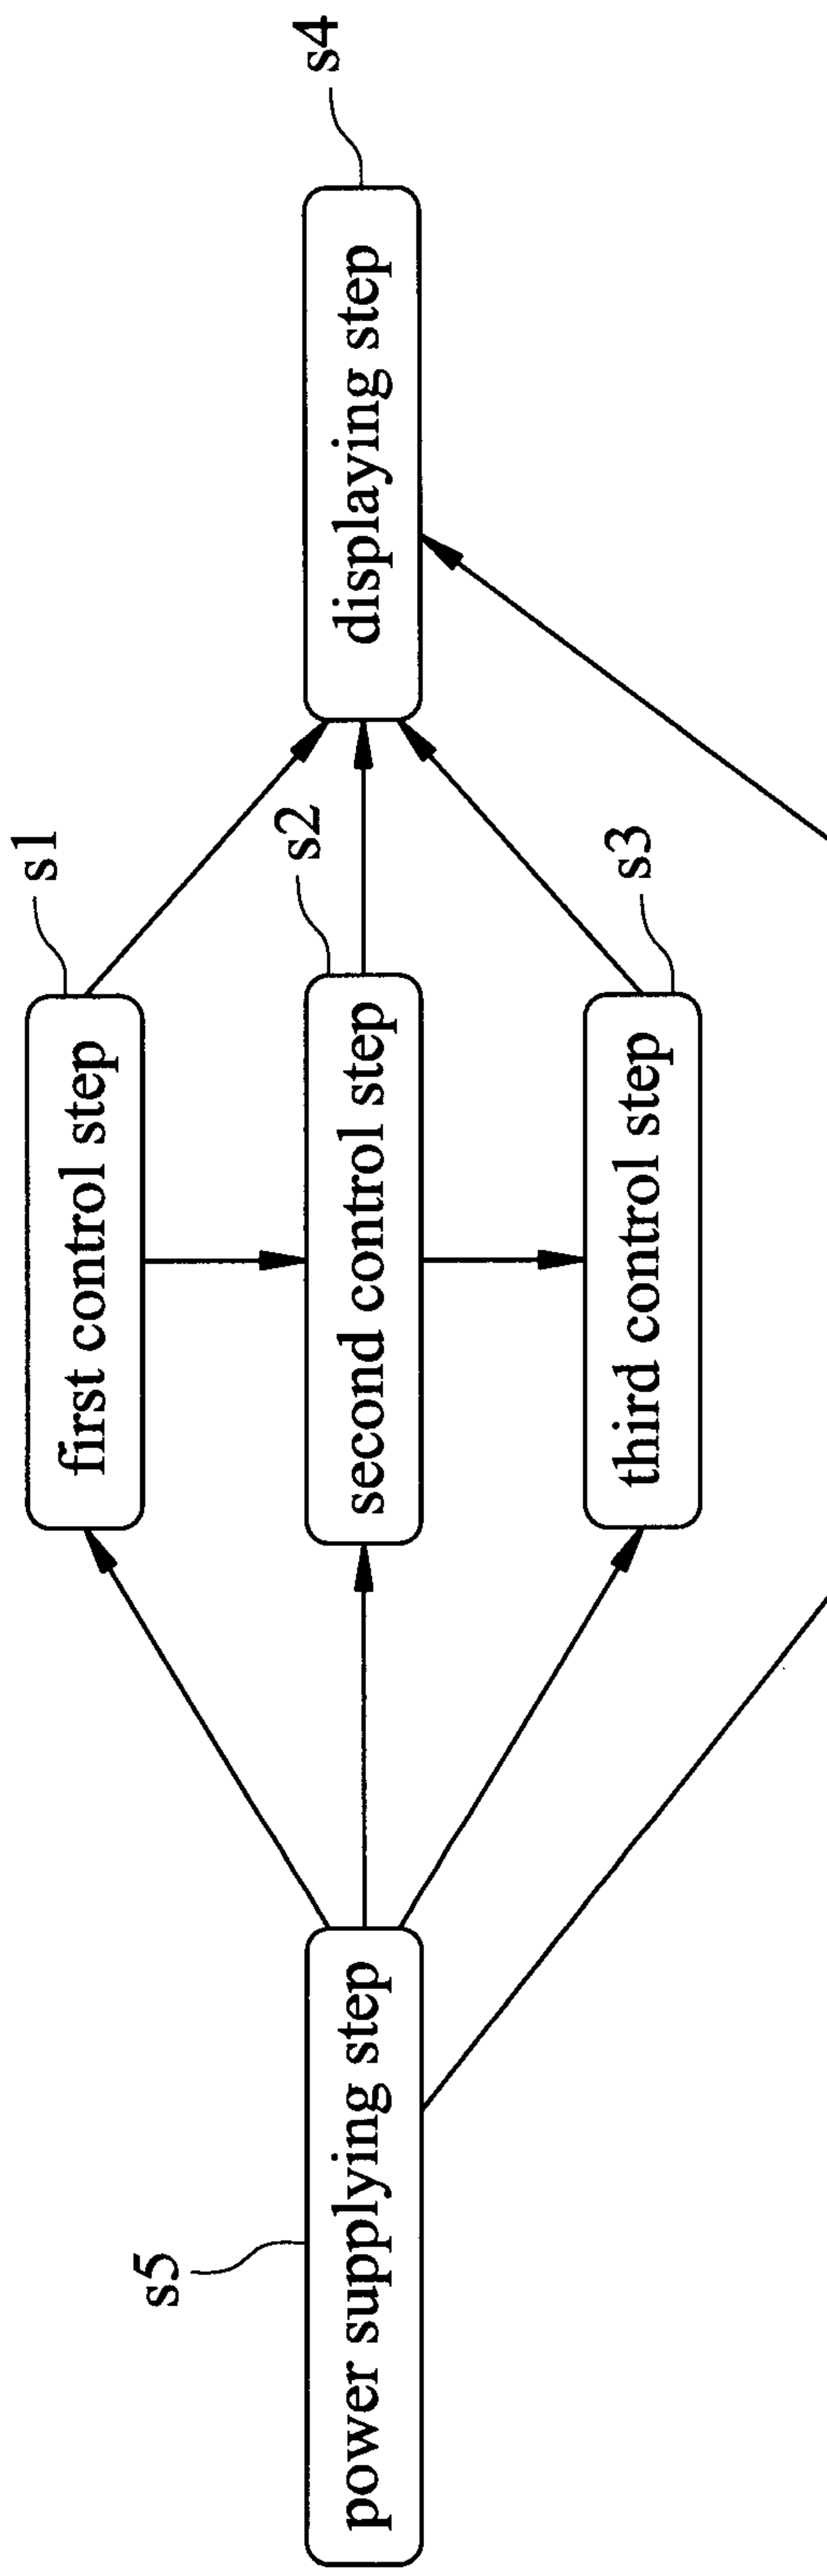 s1
first control step
s5
s2
s4
power supplying step
second control step
displaying step
s3
third control step